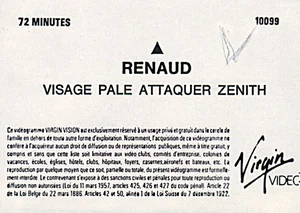 72 MINUTES 10099
RENAUD
VISAGE PALE ATTAQUER ZENITH
Ce vidéogramme VIRGIN VISION est exclusivement réservé à un usage privé et gratuit dans le cercle de
famille en dehors de toute autre forme d'exploitation. Notamment, l'acquisition de ce vidéogramme ne
confère à l'acquéreur aucun droit de diffusion ou de représentations publiques, même à titre gratuit, y
compris et sans que cette liste soit limitative aux vidéo clubs, comités d'entreprise, colonies de
vacances, écoles, églises, hôtels, clubs, hôpitaux, foyers, casernes, aéronefs et bateaux, etc. La
reproduction par quelque moyen que ce soit, partielle ou totale, du présent vidéogramme est formelle-
ment interdite. Le contrevenant s'expose à des sanctions civiles et pénales pour toute reproduction ou
diffusion non autorisées (Loi du 11 mars 1957, articles 425, 426 et 427 du code pénal). Article 22
de la Loi Belge du 22 mars 1886. Articles 42 et 50, alinéa 1 de la Loi Suisse du 7 décembre 1922.
Virgin
VIDEO